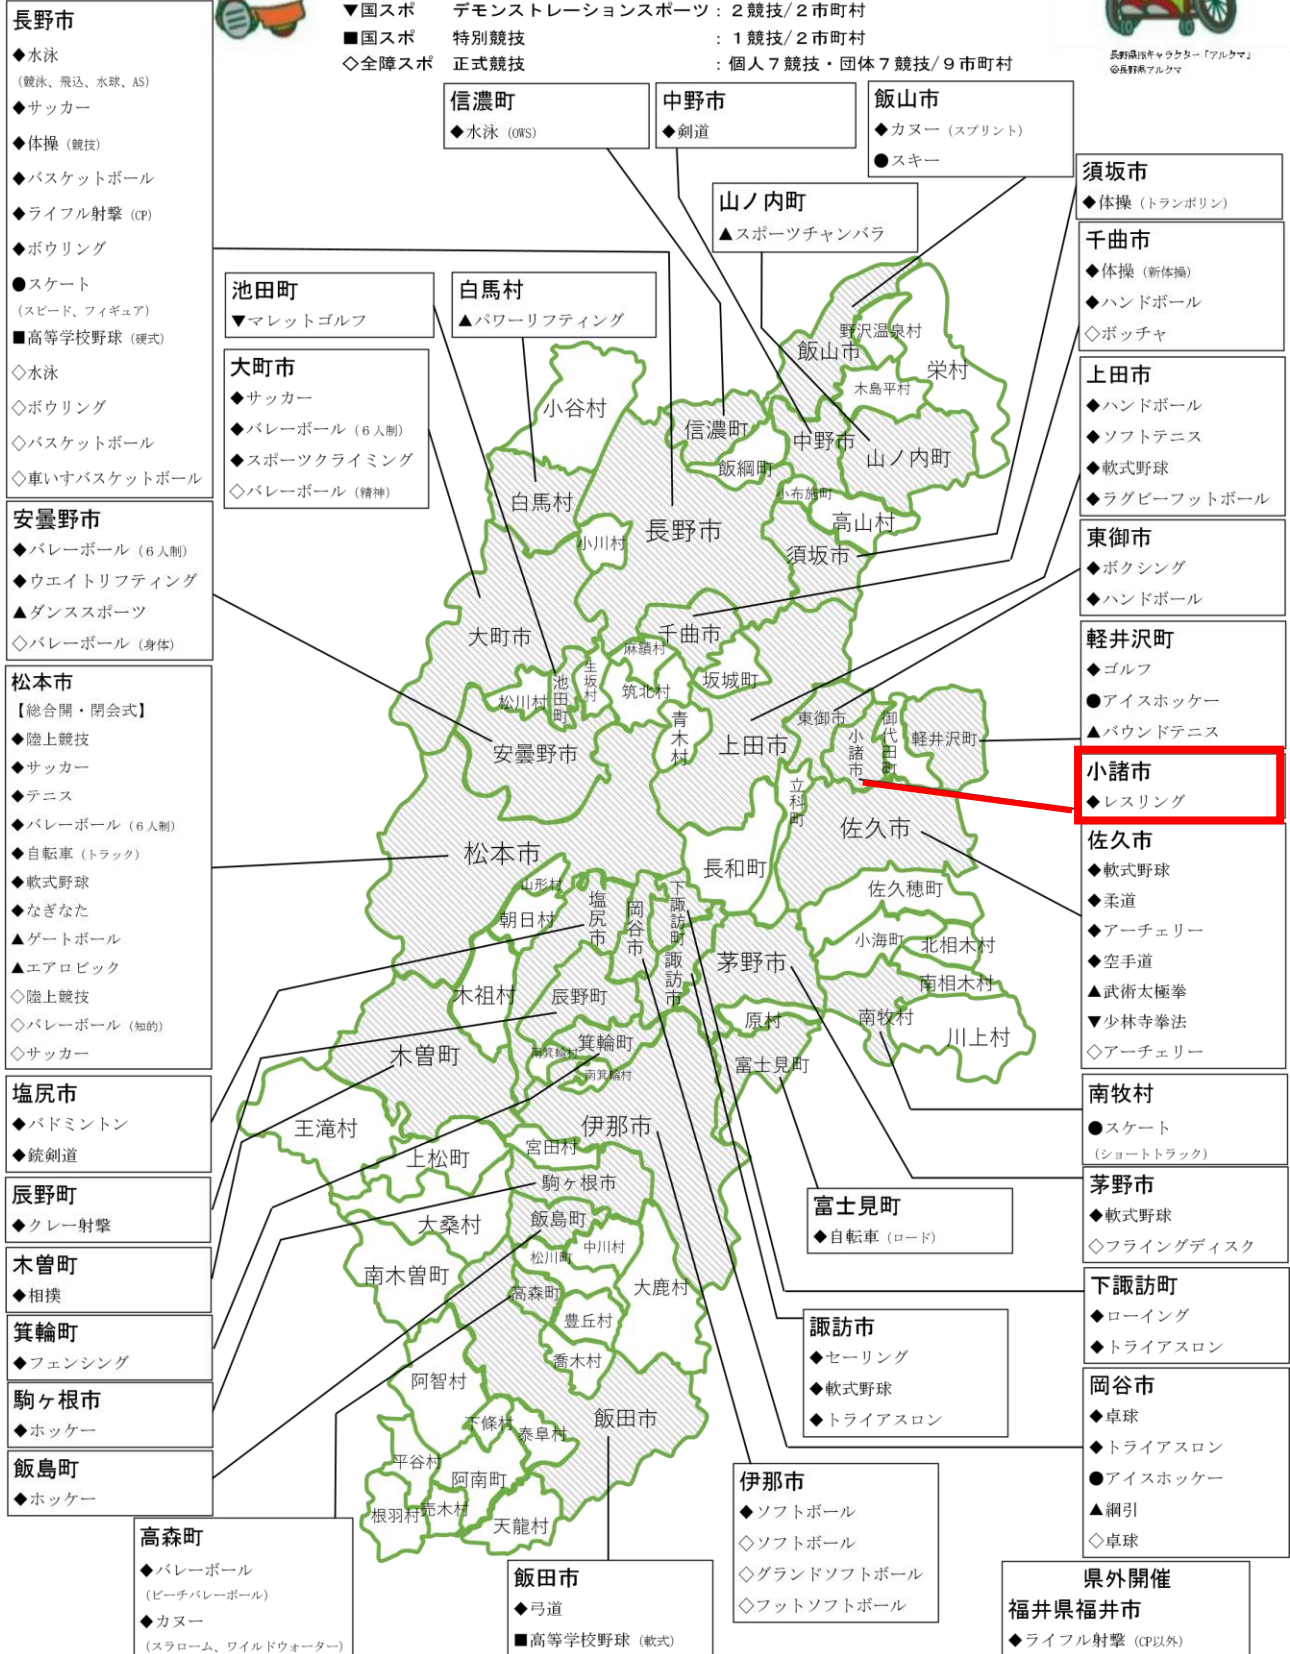 ▼国スポ　デモンストレーションスポーツ：２競技/２市町村
■国スポ　特別競技　：１競技/２市町村
◇全障スポ　正式競技　：個人７競技・団体７競技/９市町村
長野県PRキャラクター「アルクマ」
©長野県アルクマ
長野市
◆水泳
（競泳、飛込、水球、AS）
◆サッカー
◆体操（競技）
◆バスケットボール
◆ライフル射撃（CP）
◆ボウリング
●スケート
（スピード、フィギュア）
■高等学校野球（硬式）
◇水泳
◇ボウリング
◇バスケットボール
◇車いすバスケットボール
安曇野市
◆バレーボール（６人制）
◆ウエイトリフティング
▲ダンススポーツ
◇バレーボール（身体）
松本市
【総合開・閉会式】
◆陸上競技
◆サッカー
◆テニス
◆バレーボール（６人制）
◆自転車（トラック）
◆軟式野球
◆なぎなた
▲ゲートボール
▲エアロビック
◇陸上競技
◇バレーボール（知的）
◇サッカー
塩尻市
◆バドミントン
◆銃剣道
辰野町
◆クレー射撃
木曽町
◆相撲
箕輪町
◆フェンシング
駒ヶ根市
◆ホッケー
飯島町
◆ホッケー
高森町
◆バレーボール
（ビーチバレーボール）
◆カヌー
（スラローム、ワイルドウォーター）
信濃町
◆水泳（OWS）
中野市
◆剣道
飯山市
◆カヌー（スプリント）
●スキー
山ノ内町
▲スポーツチャンバラ
池田町
▼マレットゴルフ
白馬村
▲パワーリフティング
大町市
◆サッカー
◆バレーボール（６人制）
◆スポーツクライミング
◇バレーボール（精神）
須坂市
◆体操（トランポリン）
千曲市
◆体操（新体操）
◆ハンドボール
◇ボッチャ
上田市
◆ハンドボール
◆ソフトテニス
◆軟式野球
◆ラグビーフットボール
東御市
◆ボクシング
◆ハンドボール
軽井沢町
◆ゴルフ
●アイスホッケー
▲バウンドテニス
小諸市
◆レスリング
佐久市
◆軟式野球
◆柔道
◆アーチェリー
◆空手道
▲武術太極拳
▼少林寺拳法
◇アーチェリー
南牧村
●スケート
（ショートトラック）
茅野市
◆軟式野球
◇フライングディスク
下諏訪町
◆ローイング
◆トライアスロン
岡谷市
◆卓球
◆トライアスロン
●アイスホッケー
▲綱引
◇卓球
富士見町
◆自転車（ロード）
諏訪市
◆セーリング
◆軟式野球
◆トライアスロン
伊那市
◆ソフトボール
◇ソフトボール
◇グランドソフトボール
◇フットソフトボール
飯田市
◆弓道
■高等学校野球（軟式）
県外開催
福井県福井市
◆ライフル射撃（CP以外）
野沢温泉村
飯山市
栄村
木島平村
小谷村
信濃町
中野市
山ノ内町
飯綱町
小布施町
白馬村
長野市
高山村
小川村
須坂市
大町市
千曲市
麻績村
生坂村
坂城町
池田町
松川村
筑北村
東御市
御代田町
軽井沢町
青木村
上田市
小諸市
安曇野市
立科町
佐久市
松本市
長和町
山形村
佐久穂町
下諏訪町
朝日村
塩尻市
岡谷市
小海町
北相木村
諏訪市
茅野市
南相木村
木祖村
辰野町
原村
南牧村
川上村
箕輪町
南箕輪村
南箕輪村
木曽町
富士見町
王滝村
伊那市
宮田村
上松町
駒ヶ根市
大桑村
飯島町
中川村
松川町
南木曽町
大鹿村
高森町
豊丘村
喬木村
阿智村
下條村
泰阜村
飯田市
平谷村
阿南町
根羽村
売木村
天龍村